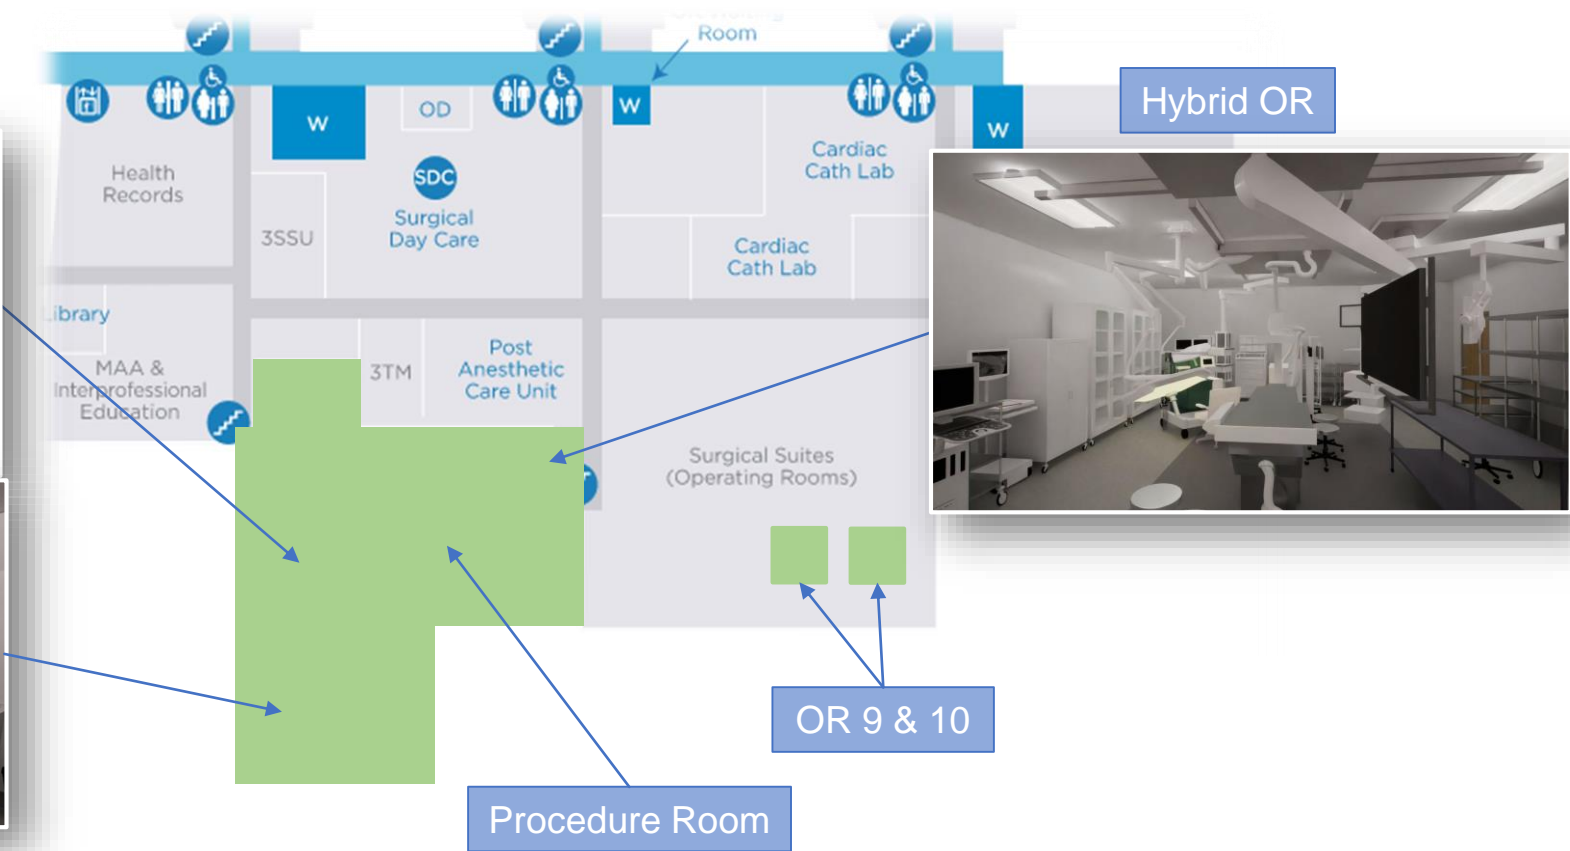 Room
Hybrid OR
W
OD
W
W
Health
Records
SDC
Surgical
Day Care
Cardiac
Cath Lab
3SSU
Cardiac
Cath Lab
Library
MAA &
Interprofessional
Education
3TM
Post
Anesthetic
Care Unit
Surgical Suites
(Operating Rooms)
OR 9 & 10
Procedure Room